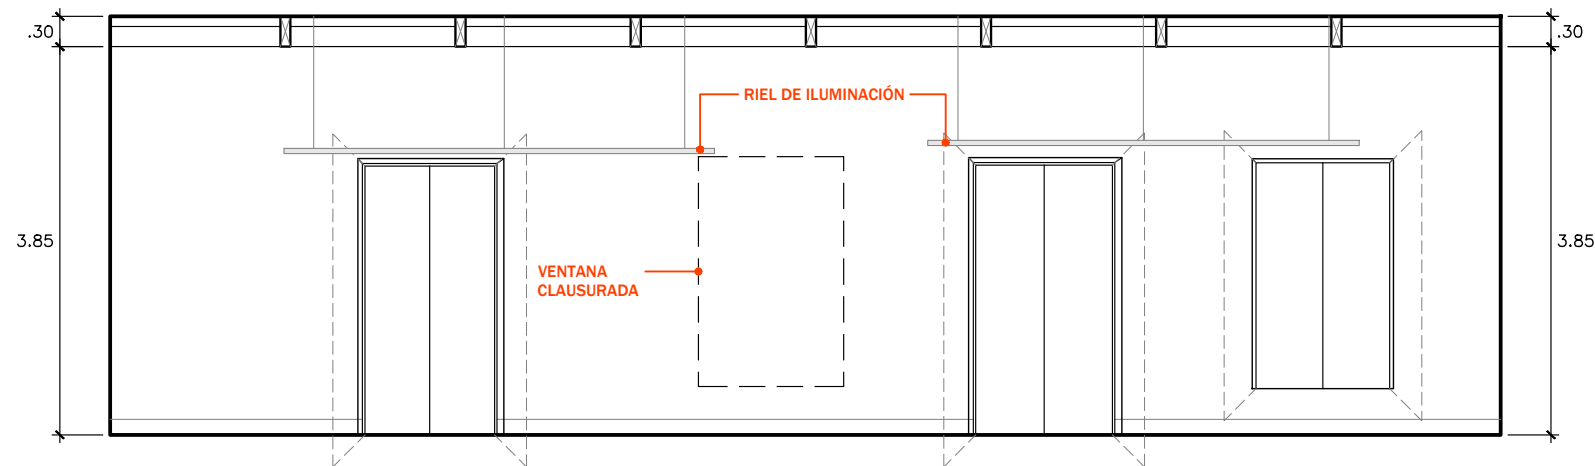 .30
.30
RIEL DE ILUMINACIÓN
3.85
3.85
VENTANA
CLAUSURADA